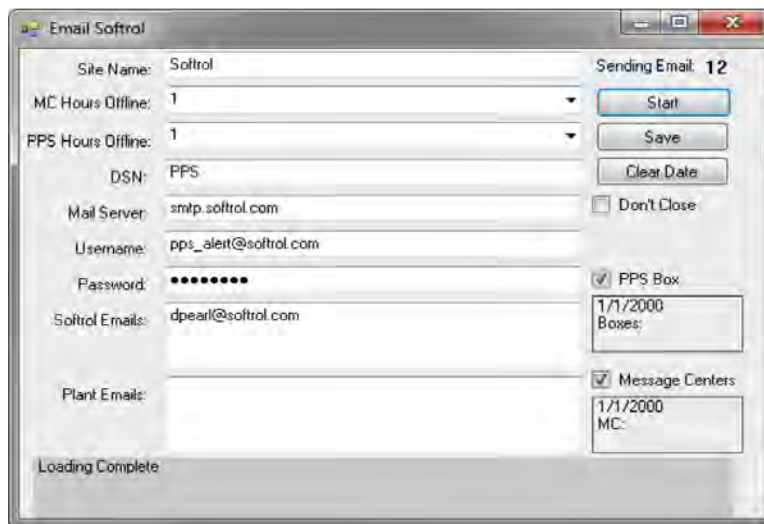 Email Softrol
Site Name: Softrol
Sending Email: 12
MC Hours Offline: 1
Start
PPS Hours Offline: 1
Save
DSN: PPS
Clear Date
Mail Server: smtp.softrol.com
Don't Close
Username: pps_alert@softrol.com
Password: ●●●●●●●●
PPS Box
Softrol Emails: dpearl@softrol.com
1/1/2000
Boxes:
Plant Emails:
Message Centers
1/1/2000
MC:
Loading Complete